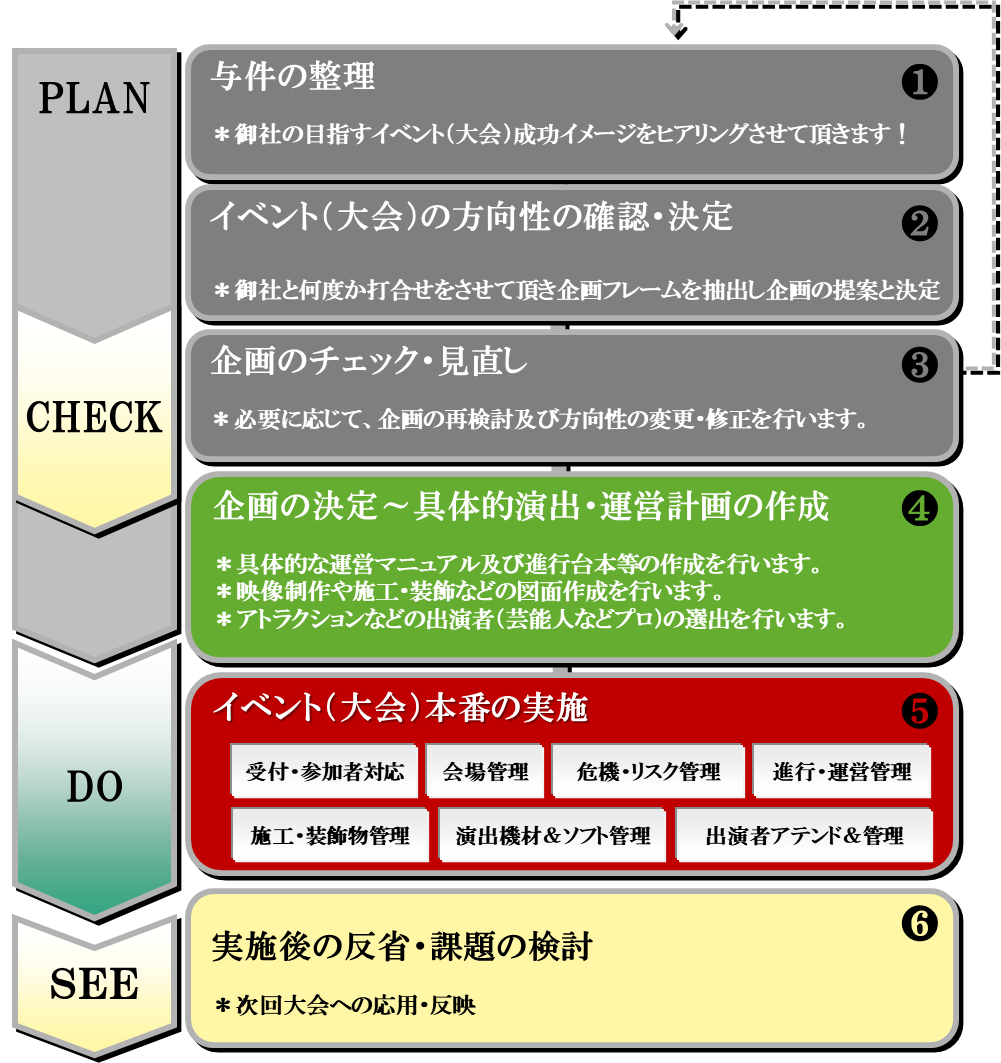 PLAN
与件の整理
❶
＊御社の目指すイベント（大会）成功イメージをヒアリングさせて頂きます！
イベント（大会）の方向性の確認・決定
❷
＊御社と何度か打合せをさせて頂き企画フレームを抽出し企画の提案と決定
CHECK
企画のチェック・見直し
❸
＊必要に応じて、企画の再検討及び方向性の変更・修正を行います。
企画の決定～具体的演出・運営計画の作成
❹
＊具体的な運営マニュアル及び進行台本等の作成を行います。
＊映像制作や施工・装飾などの図面作成を行います。
＊アトラクションなどの出演者（芸能人などプロ）の選出を行います。
DO
イベント（大会）本番の実施
❺
受付・参加者対応
会場管理
危機・リスク管理
進行・運営管理
施工・装飾物管理
演出機材＆ソフト管理
出演者アテンド＆管理
SEE
実施後の反省・課題の検討
❻
＊次回大会への応用・反映